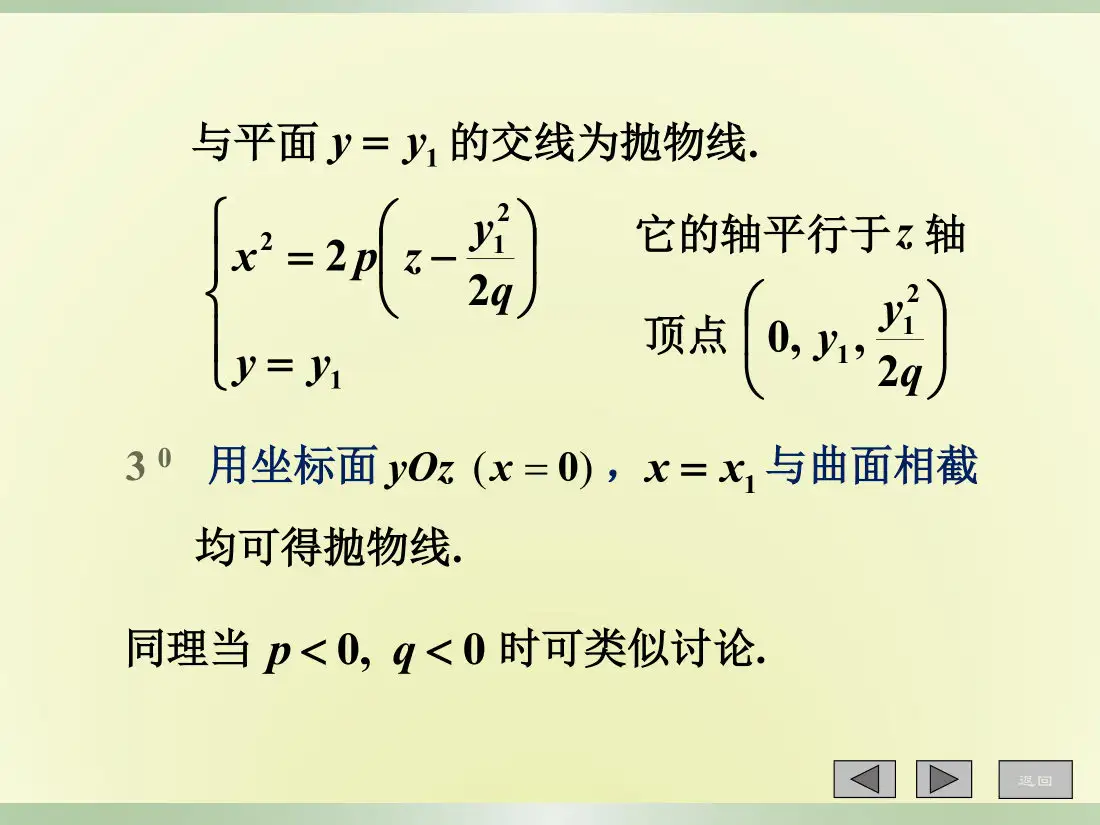 与平面 y = y₁ 的交线为抛物线.
{ x² = 2p( z − y₁²/2q )
y = y₁
它的轴平行于 z 轴
顶点 ( 0, y₁, y₁²/2q )
3⁰ 用坐标面 yOz (x = 0)，x = x₁ 与曲面相截
均可得抛物线.
同理当 p < 0, q < 0 时可类似讨论.
返回